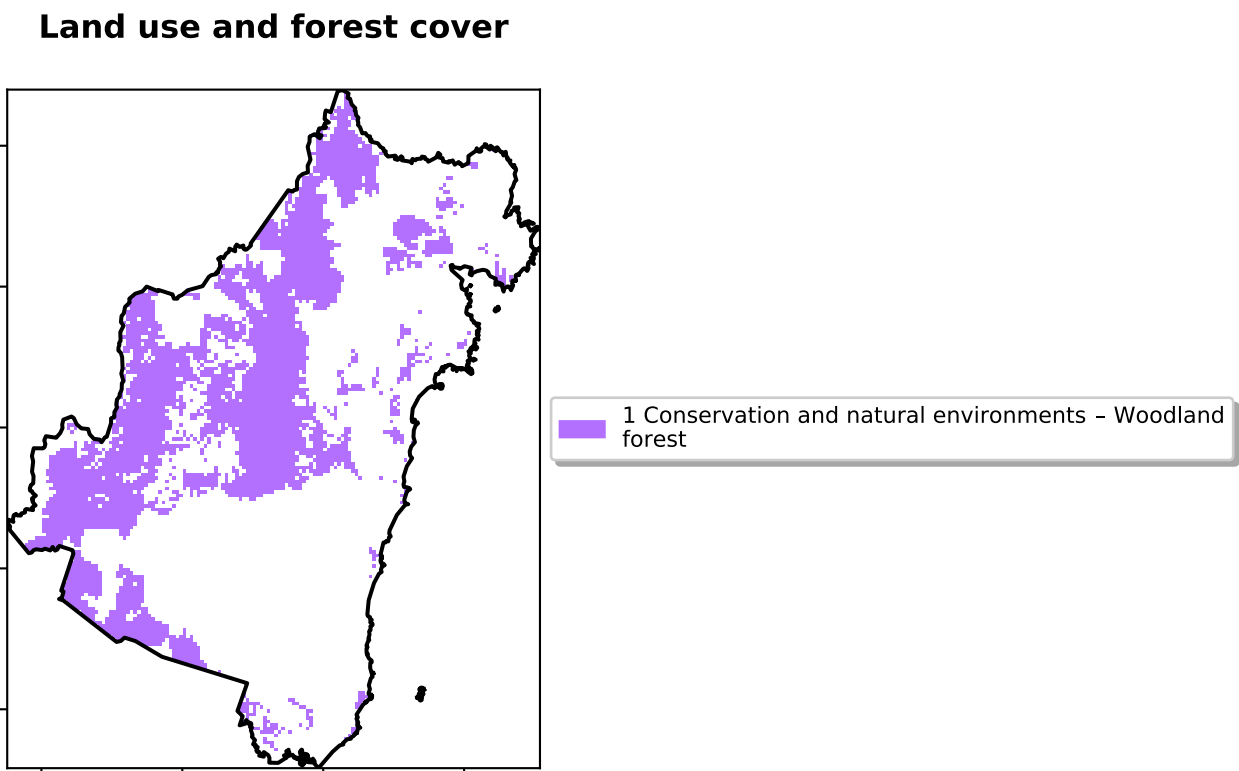 Land use and forest cover
1 Conservation and natural environments – Woodland
forest